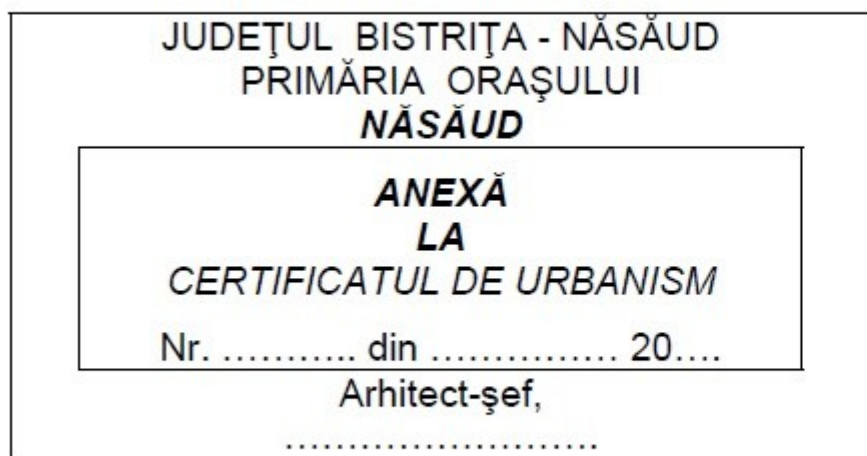 JUDEŢUL BISTRIŢA - NĂSĂUD
PRIMĂRIA ORAŞULUI
NĂSĂUD
ANEXĂ
LA
CERTIFICATUL DE URBANISM
Nr. ……….. din …………… 20….
Arhitect-şef,
…………………….